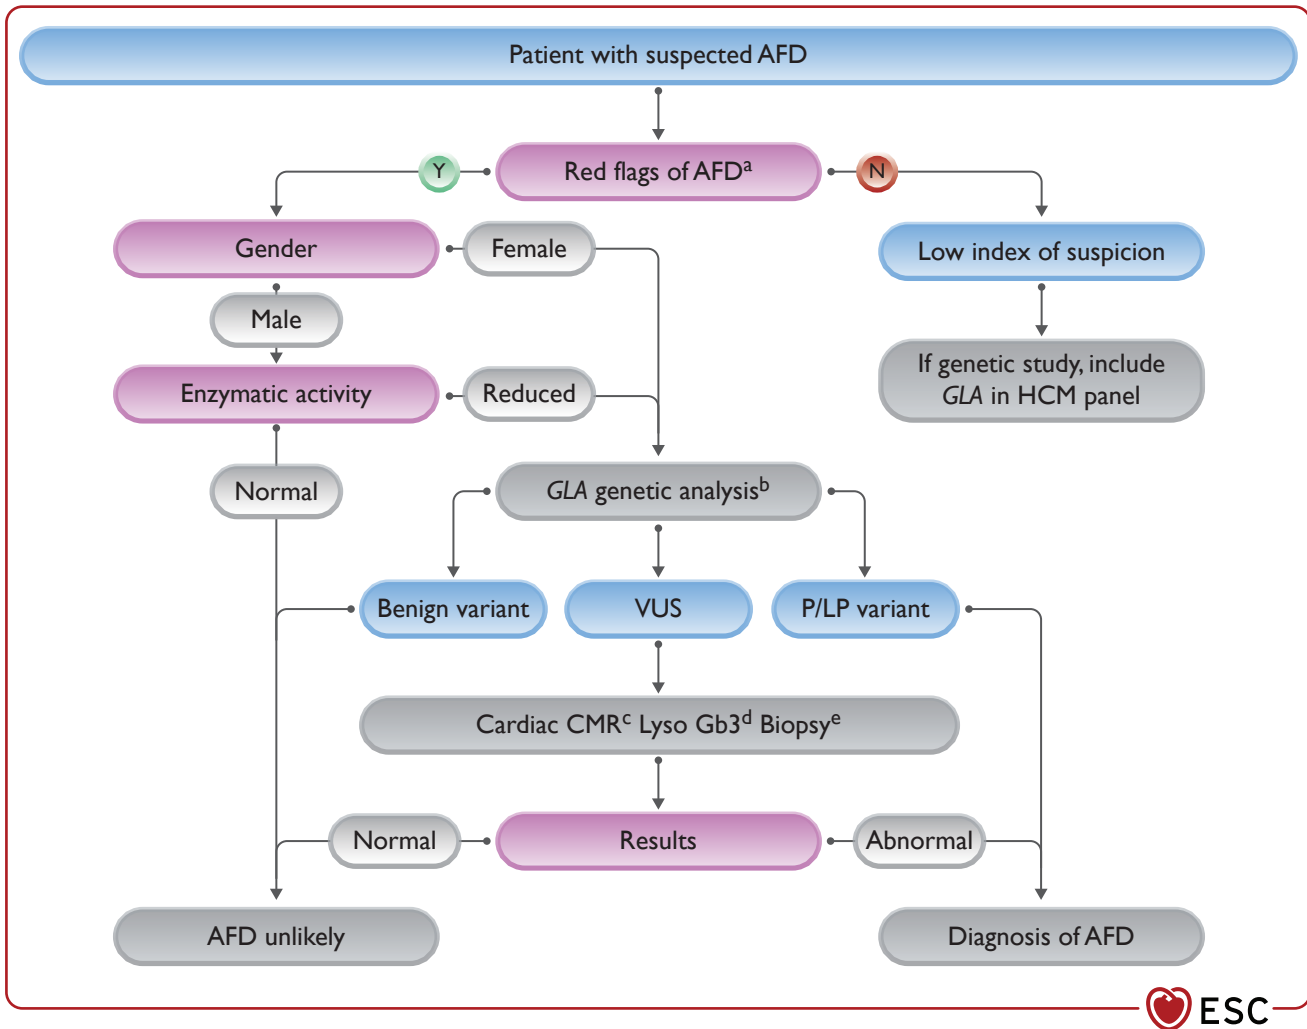 Patient with suspected AFD
Y
Red flags of AFDa
N
Gender
Female
Low index of suspicion
Male
If genetic study, include
GLA in HCM panel
Enzymatic activity
Reduced
Normal
GLA genetic analysisb
Benign variant
VUS
P/LP variant
Cardiac CMRc Lyso Gb3d Biopsye
Normal
Results
Abnormal
AFD unlikely
Diagnosis of AFD
ESC